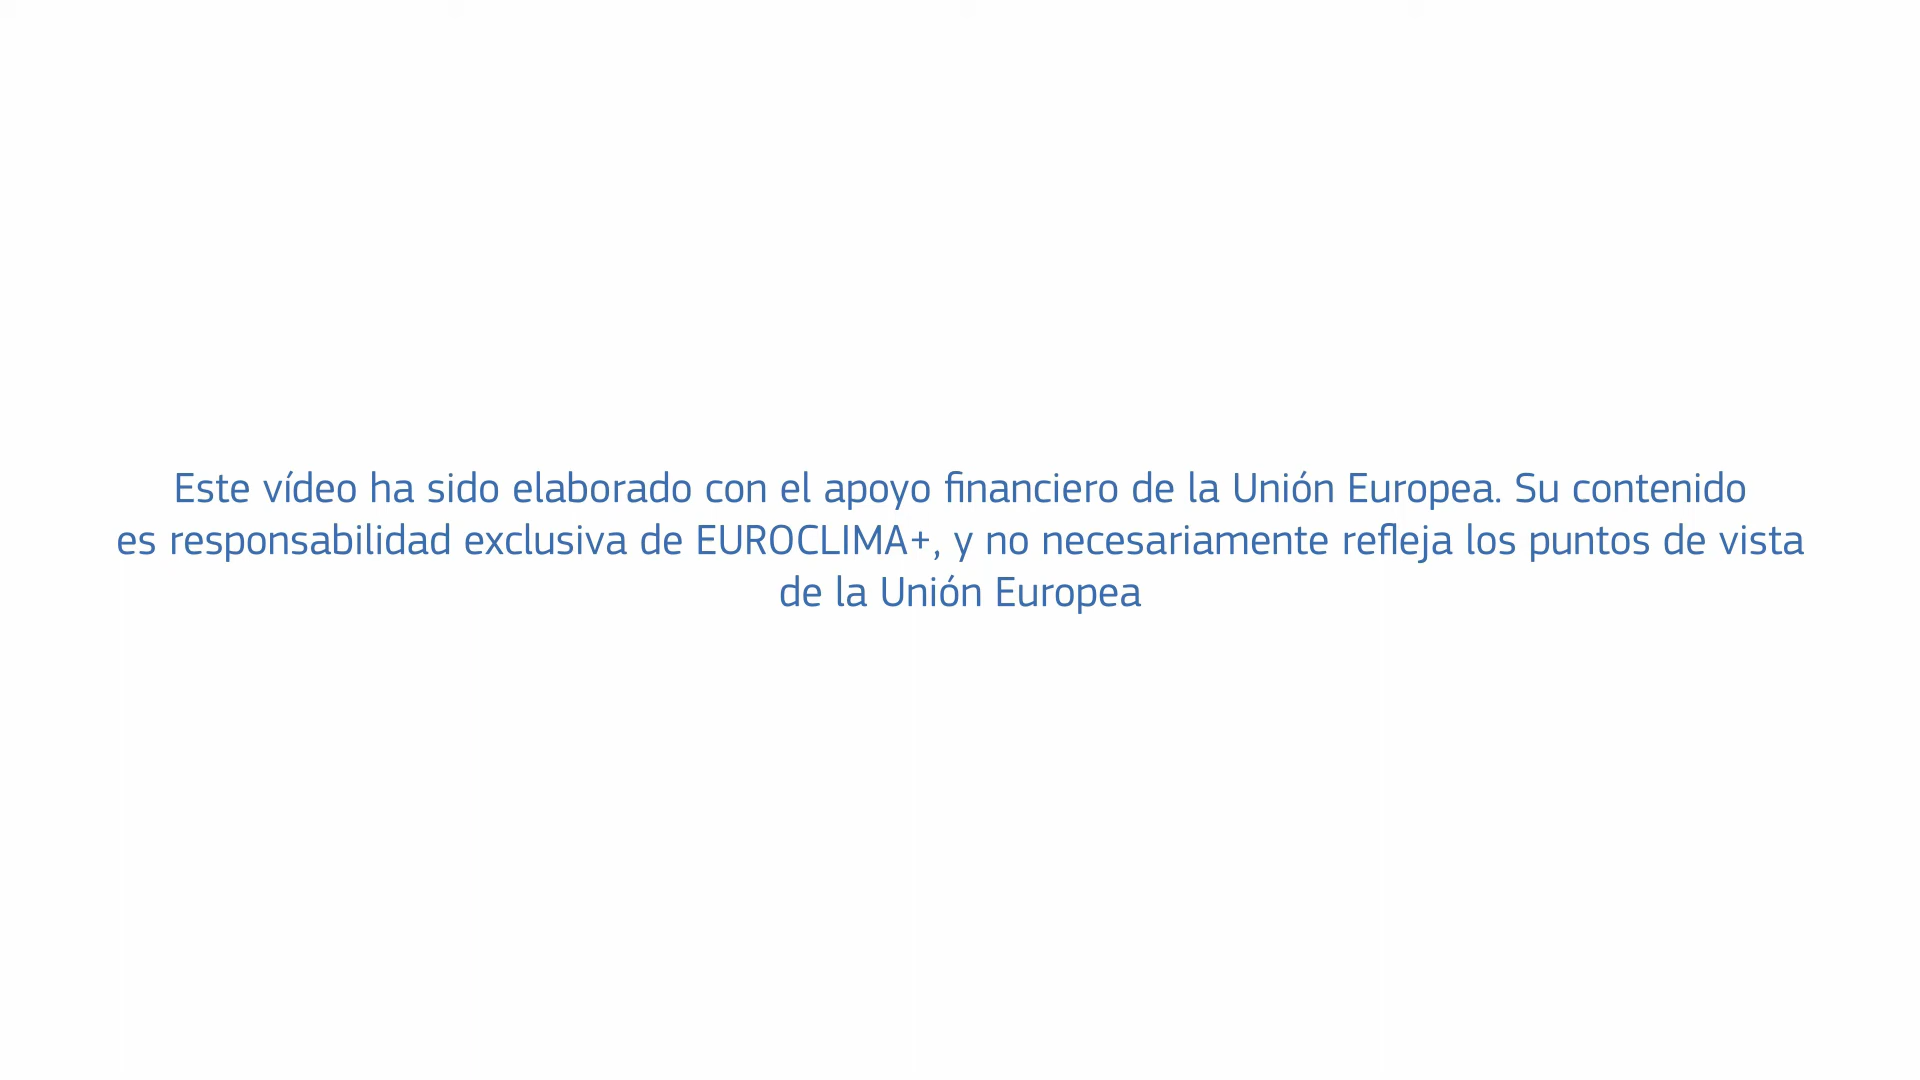 Este vídeo ha sido elaborado con el apoyo financiero de la Unión Europea. Su contenido
es responsabilidad exclusiva de EUROCLIMA+, y no necesariamente refleja los puntos de vista
de la Unión Europea